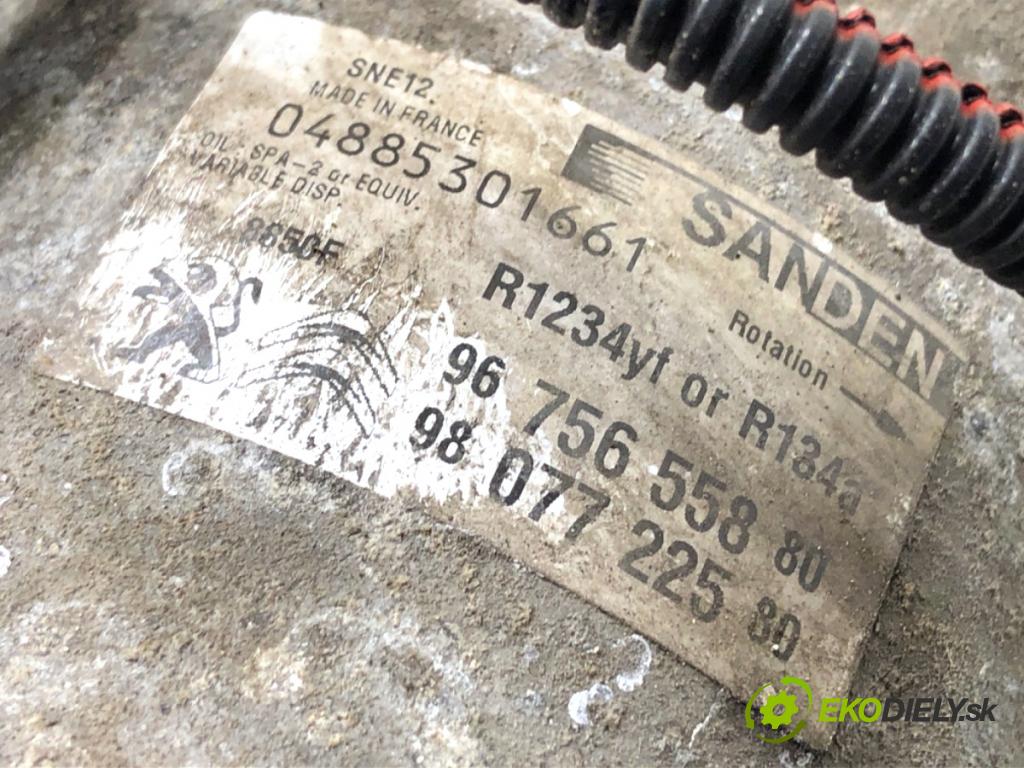 SNE12.
MADE IN FRANCE
04885301661
OIL : SPA-2 or EQUIV.
VARIABLE DISP.
8650F
SANDEN
Rotation
R1234yf or R134a
96 756 558 80
98 077 225 80
EKODIELY.sk